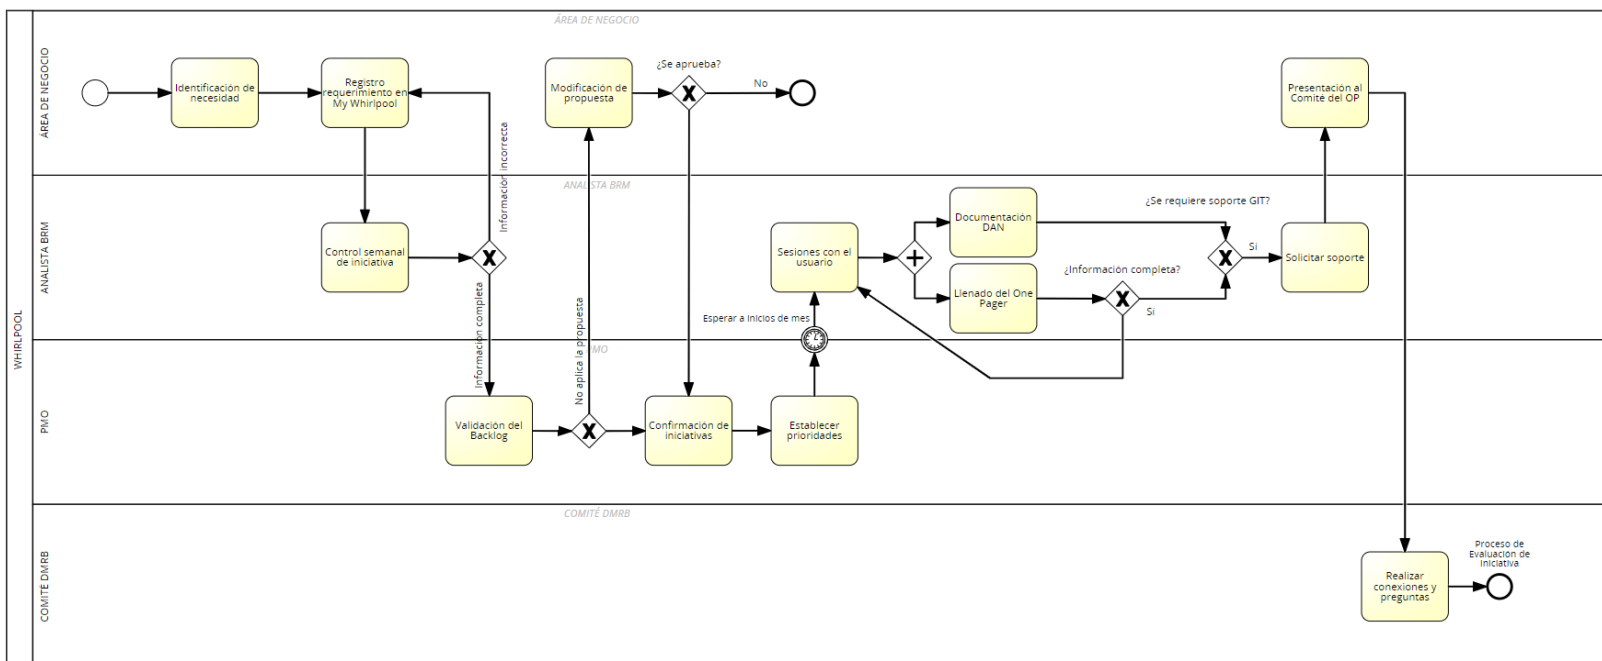 WHIRLPOOL
ÁREA DE NEGOCIO
ÁREA DE NEGOCIO
Identificación de
necesidad
Registro
requerimiento en
My Whirlpool
Información incorrecta
Modificación de
propuesta
¿Se aprueba?
No
Presentación al
Comité del OP
ANALISTA BRM
ANALISTA BRM
Control semanal
de iniciativa
Información completa
No aplica la propuesta
Sesiones con el
usuario
Esperar a inicios de mes
Documentación
DAN
Llenado del One
Pager
¿Información completa?
Si
¿Se requiere soporte GIT?
Si
Solicitar soporte
PMO
PMO
Validación del
Backlog
Confirmación de
iniciativas
Establecer
prioridades
COMITÉ DMRB
COMITÉ DMRB
Realizar
conexiones y
preguntas
Proceso de
Evaluación de
Iniciativa